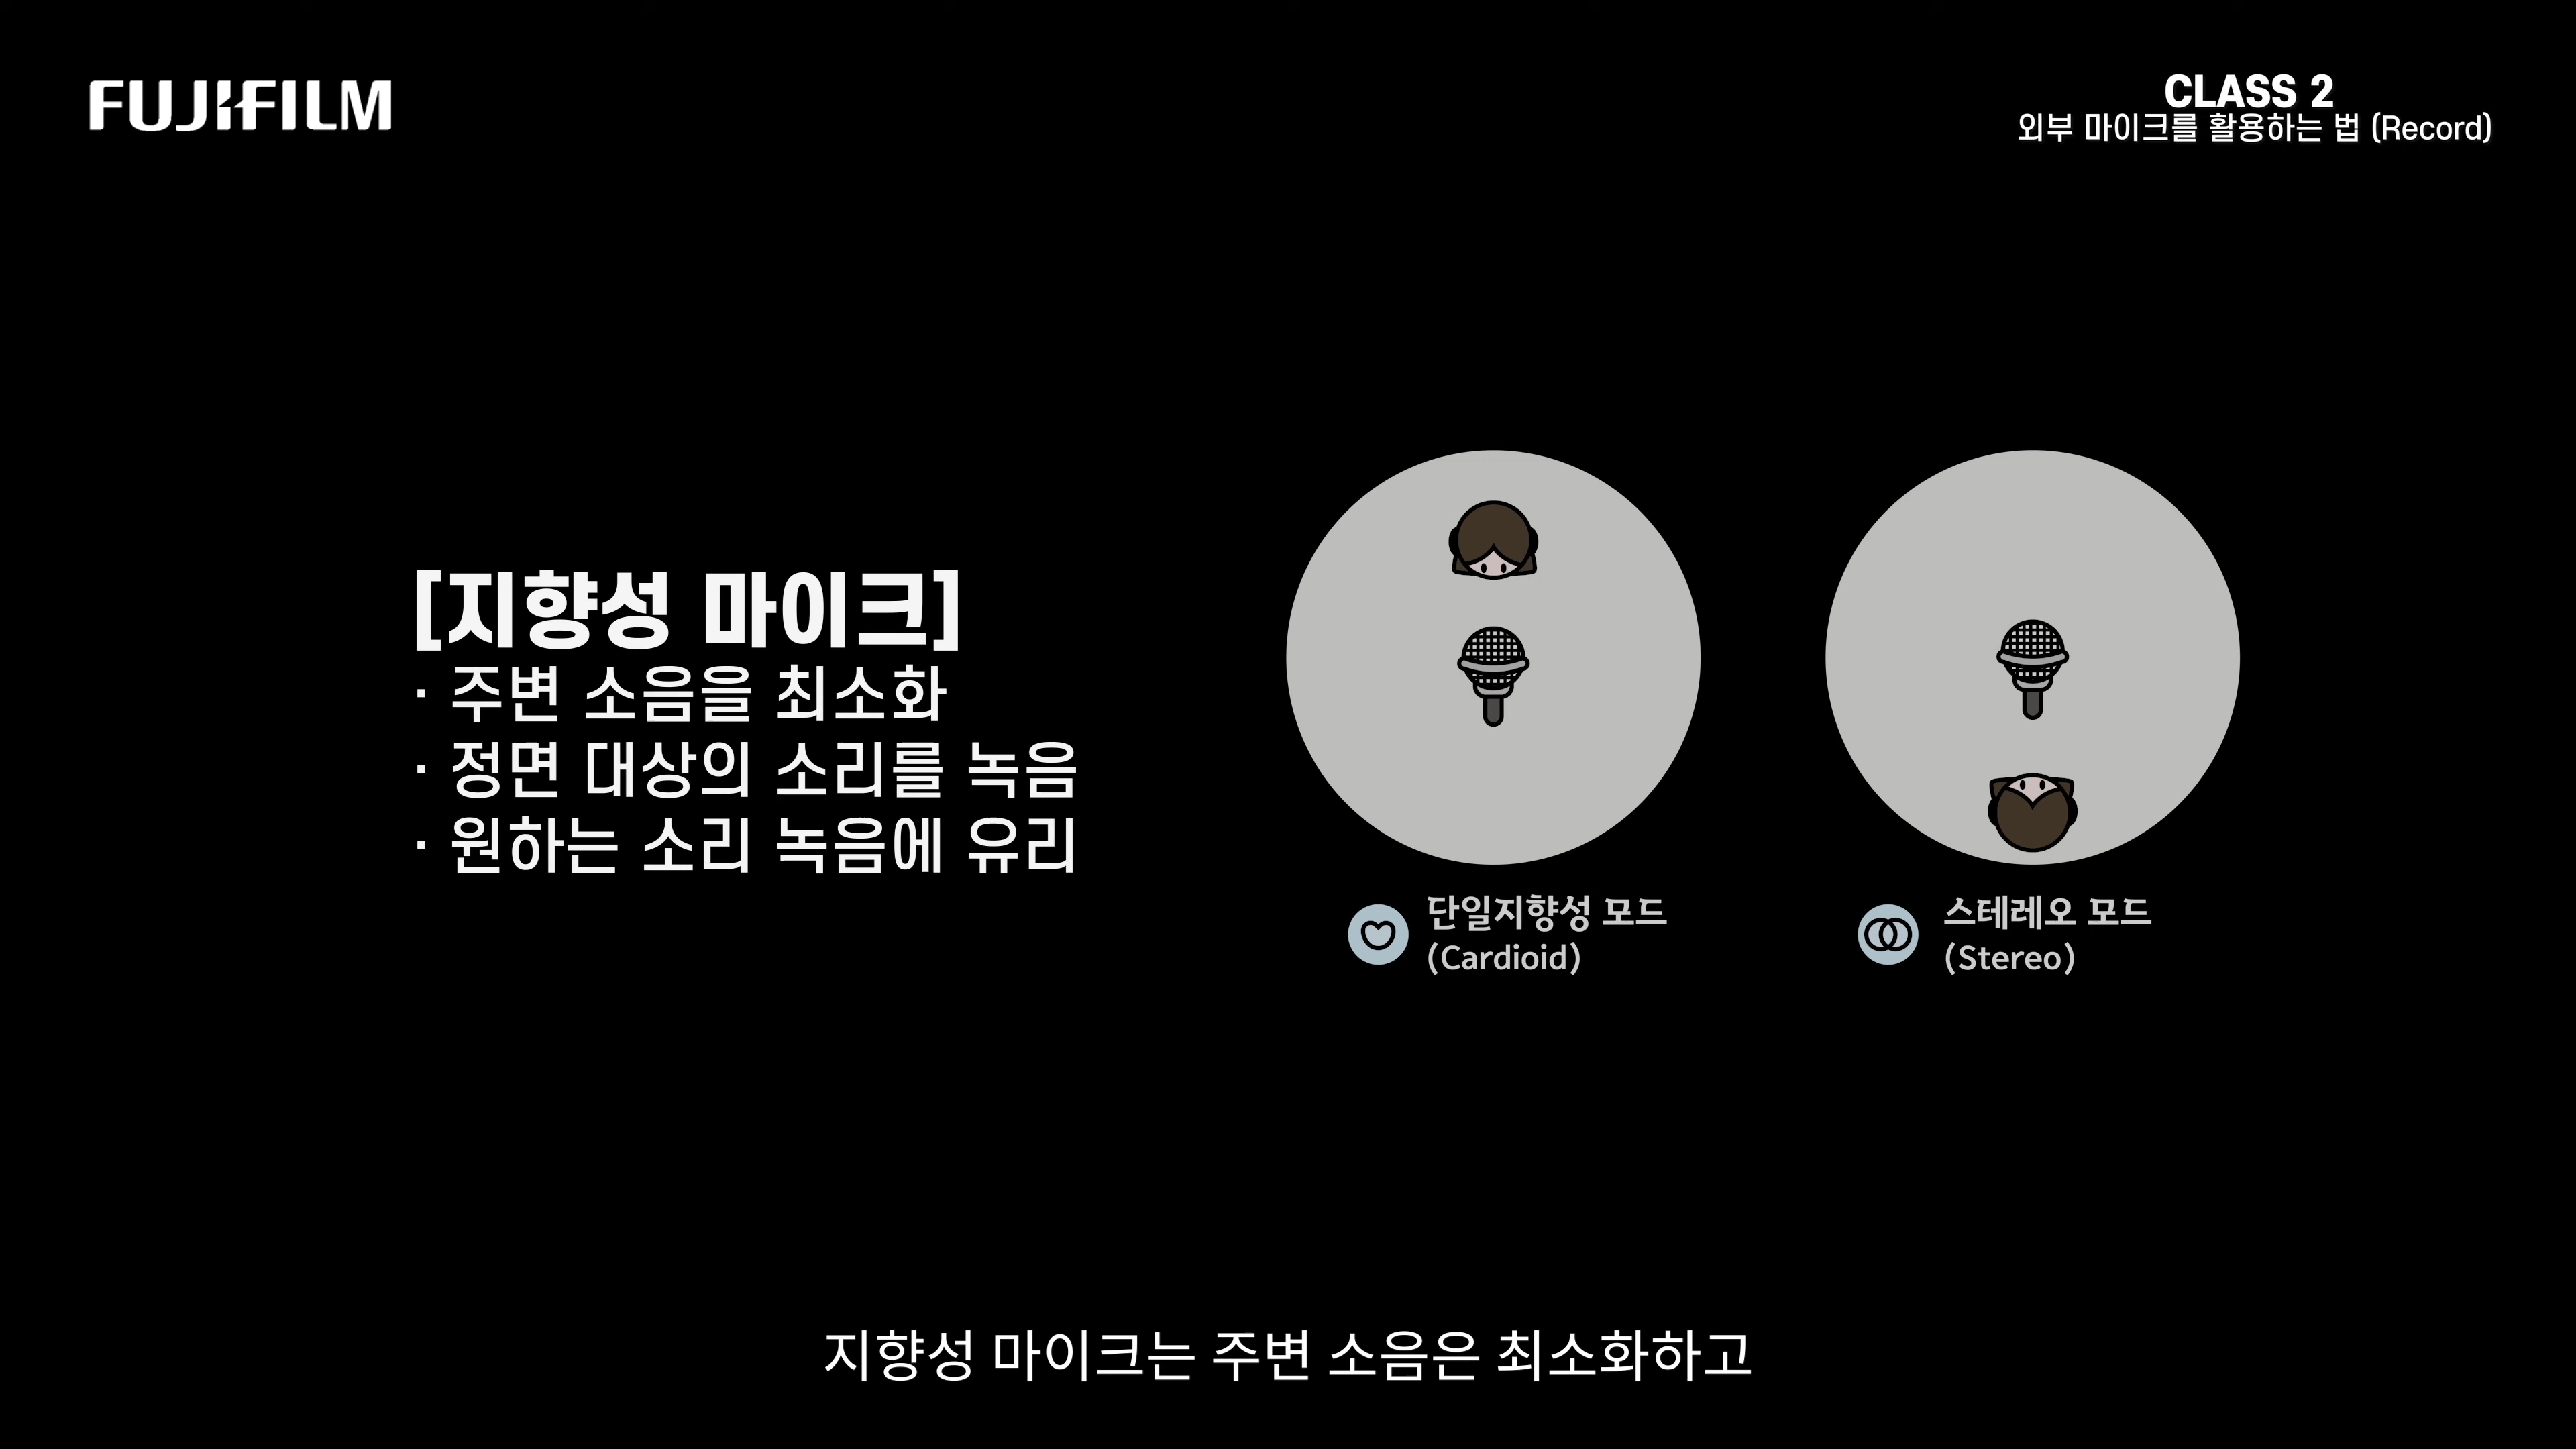 FUJIFILM
CLASS 2
외부 마이크를 활용하는 법 (Record)
[지향성 마이크]
· 주변 소음을 최소화
· 정면 대상의 소리를 녹음
· 원하는 소리 녹음에 유리
단일지향성 모드
(Cardioid)
스테레오 모드
(Stereo)
지향성 마이크는 주변 소음은 최소화하고